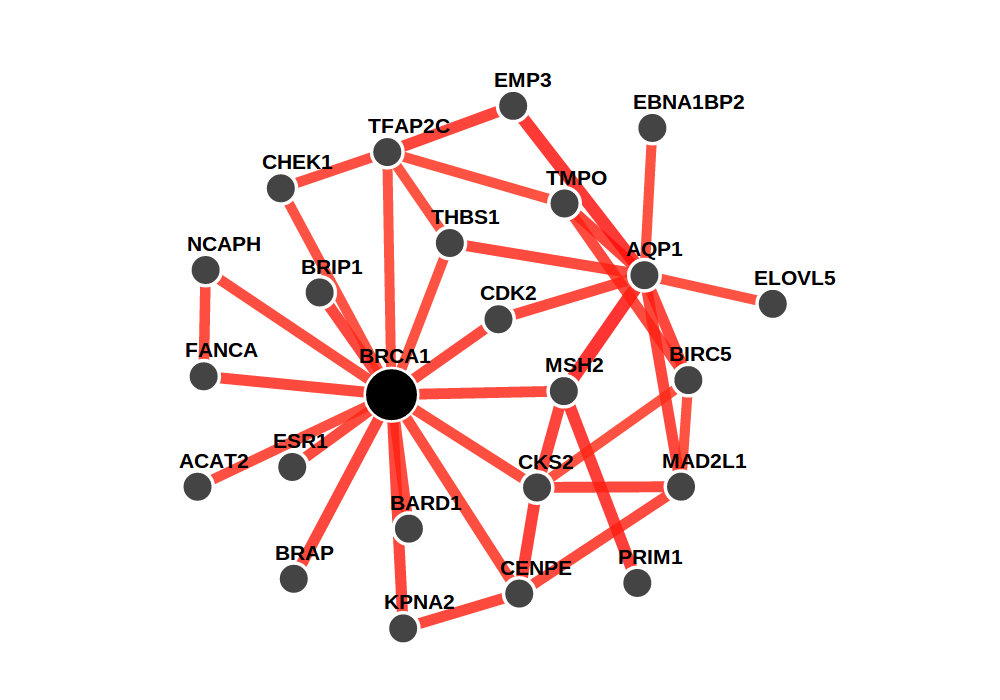 EMP3
EBNA1BP2
TFAP2C
CHEK1
TMPO
THBS1
NCAPH
AQP1
BRIP1
ELOVL5
CDK2
FANCA
BRCA1
BIRC5
MSH2
ESR1
ACAT2
CKS2
MAD2L1
BARD1
BRAP
PRIM1
CENPE
KPNA2